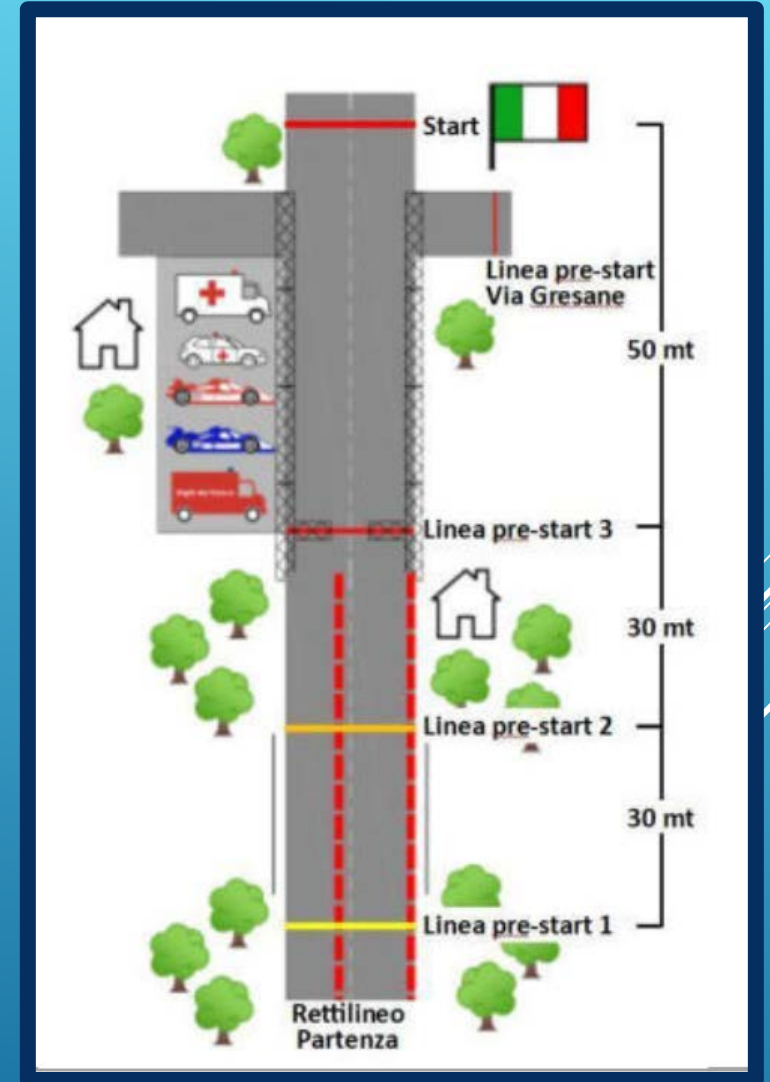 Start
Linea pre-start
Via Gresane
50 mt
Linea pre-start 3
30 mt
Linea pre-start 2
30 mt
Linea pre-start 1
Rettilineo
Partenza